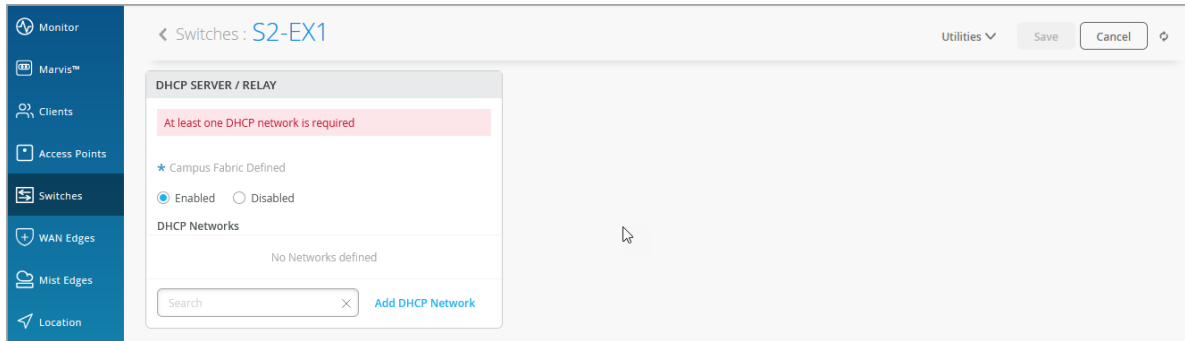 Monitor
Marvis™
Clients
Access Points
Switches
WAN Edges
Mist Edges
Location
Switches : S2-EX1
Utilities
Save
Cancel
DHCP SERVER / RELAY
At least one DHCP network is required
* Campus Fabric Defined
Enabled Disabled
DHCP Networks
No Networks defined
Search Add DHCP Network